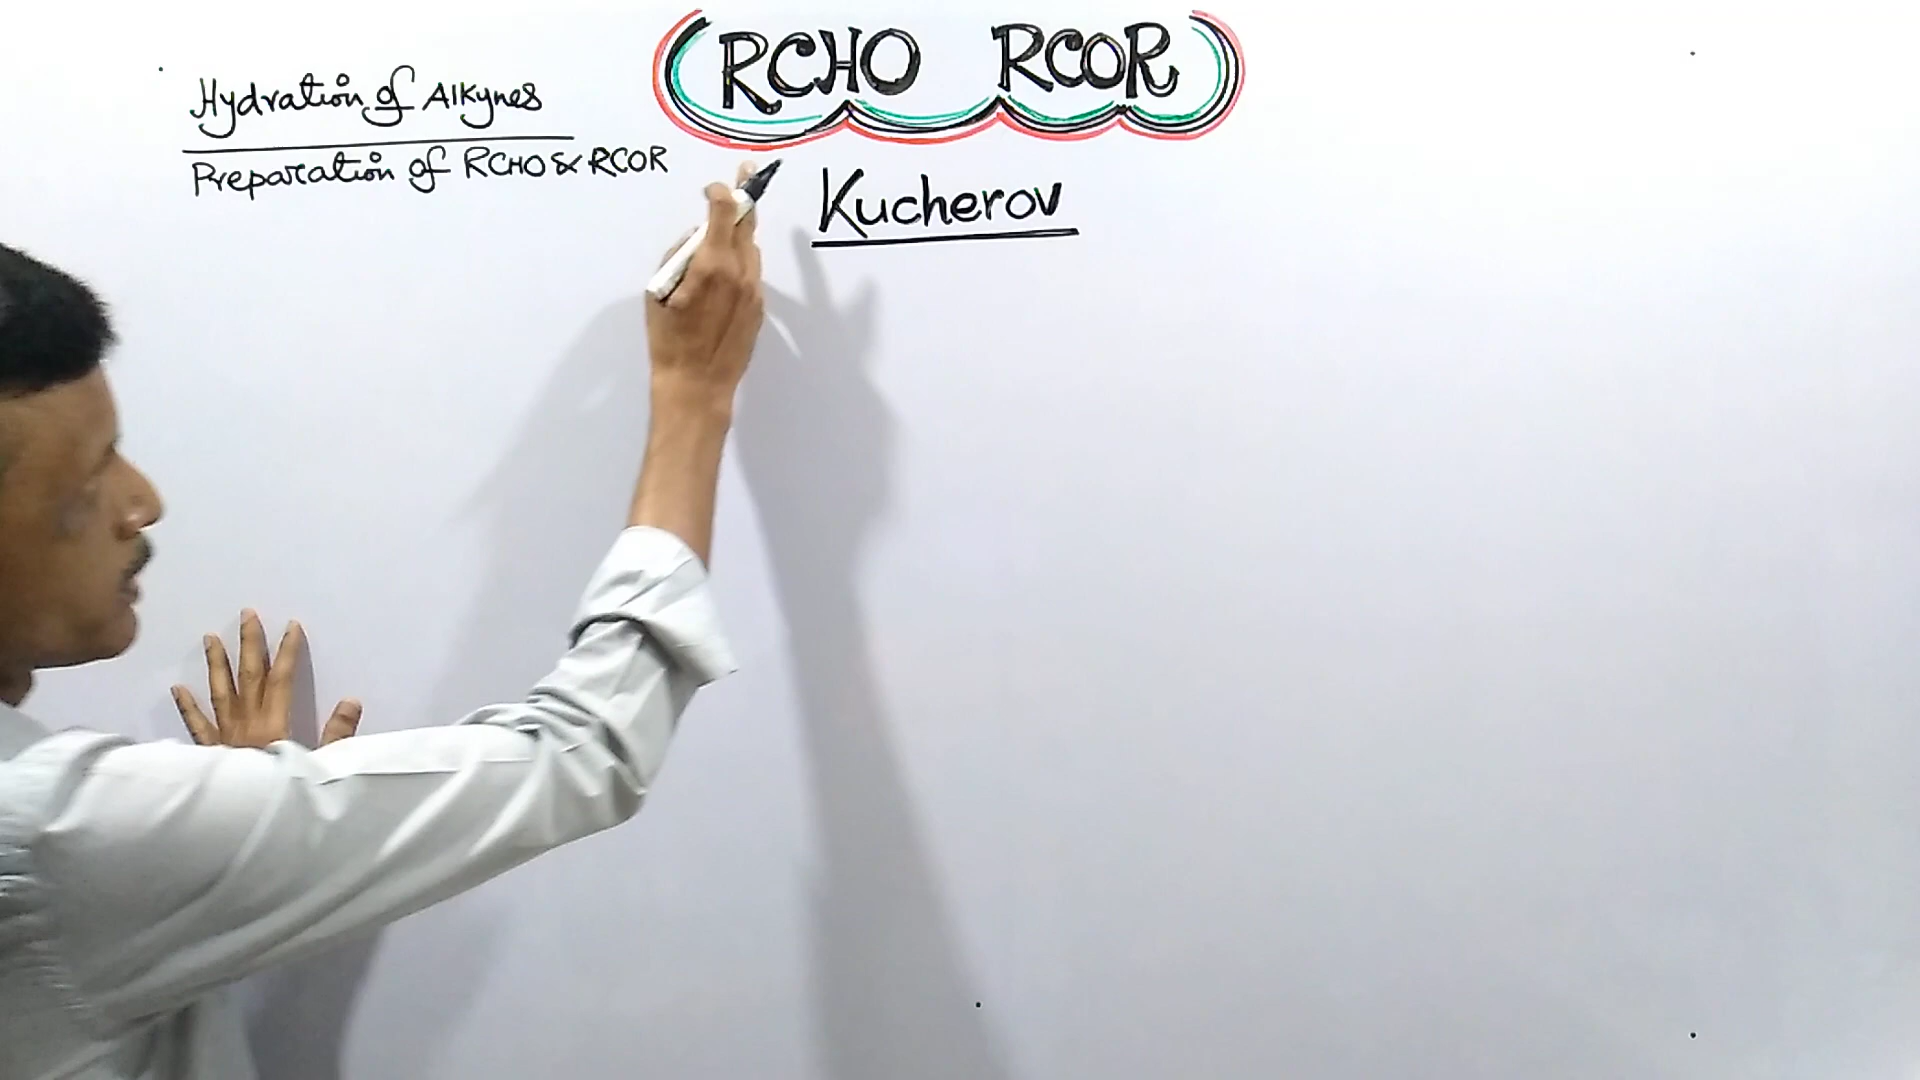 RCHO RCOR
Hydration of Alkynes
Preparation of RCHO & RCOR
Kucherov